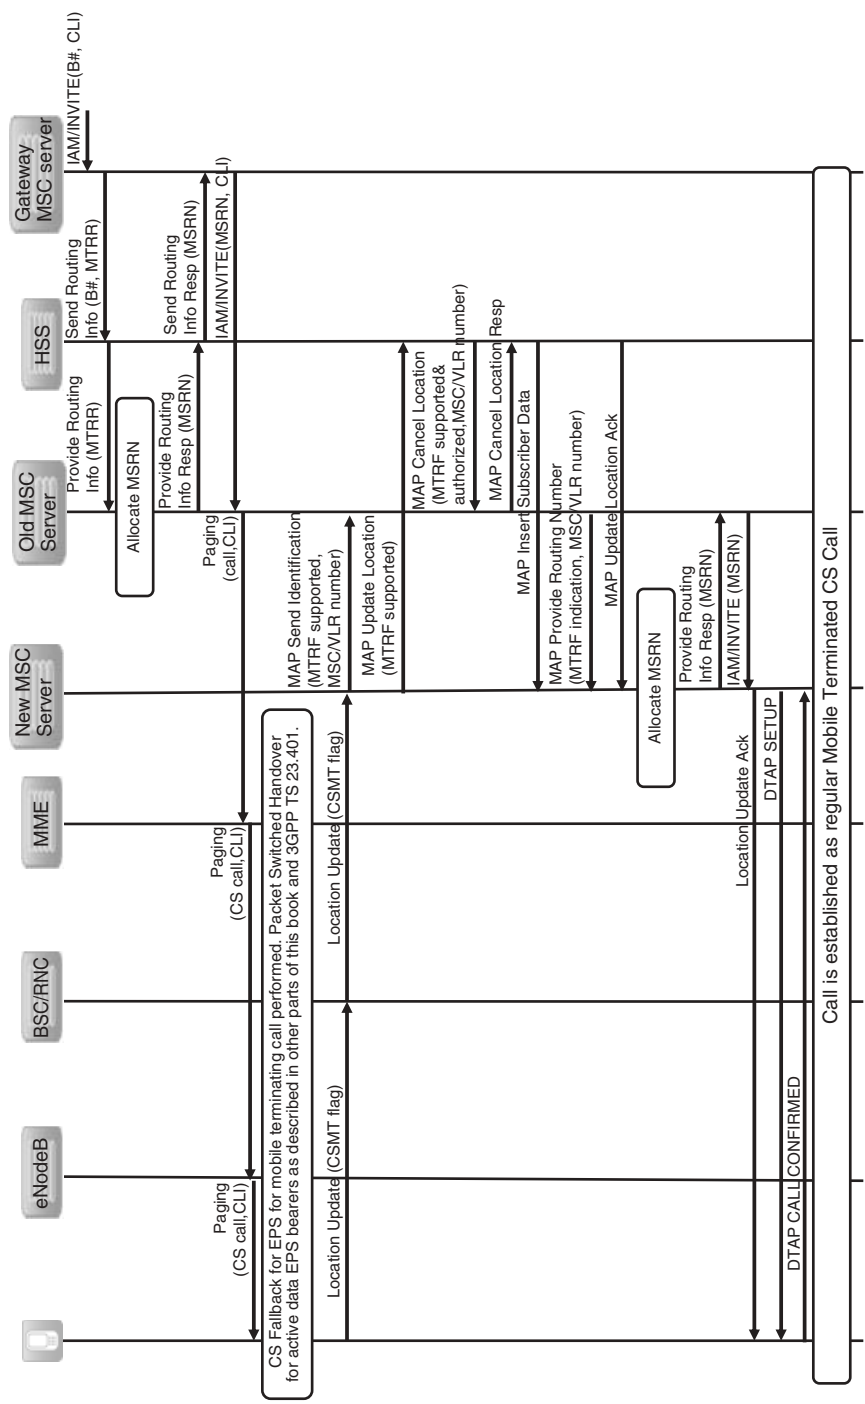 eNodeB
BSC/RNC
MME
New MSC
Server
Old MSC
Server
HSS
Gateway
MSC server
IAM/INVITE(B#, CLI)
Send Routing
Info (B#, MTRR)
Provide Routing
Info (MTRR)
Allocate MSRN
Provide Routing
Info Resp (MSRN)
Send Routing
Info Resp (MSRN)
IAM/INVITE(MSRN, CLI)
Paging
(call,CLI)
Paging
(CS call,CLI)
Paging
(CS call,CLI)
CS Fallback for EPS for mobile terminating call performed. Packet Switched Handover
for active data EPS bearers as described in other parts of this book and 3GPP TS 23.401.
Location Update (CSMT flag)
Location Update (CSMT flag)
MAP Send Identification
(MTRF supported,
MSC/VLR number)
MAP Update Location
(MTRF supported)
MAP Cancel Location
(MTRF supported&
authorized,MSC/VLR number)
MAP Cancel Location Resp
MAP Insert Subscriber Data
MAP Provide Routing Number
(MTRF indication, MSC/VLR number)
MAP Update Location Ack
Allocate MSRN
Provide Routing
Info Resp (MSRN)
IAM/INVITE (MSRN)
Location Update Ack
DTAP SETUP
DTAP CALL CONFIRMED
Call is established as regular Mobile Terminated CS Call